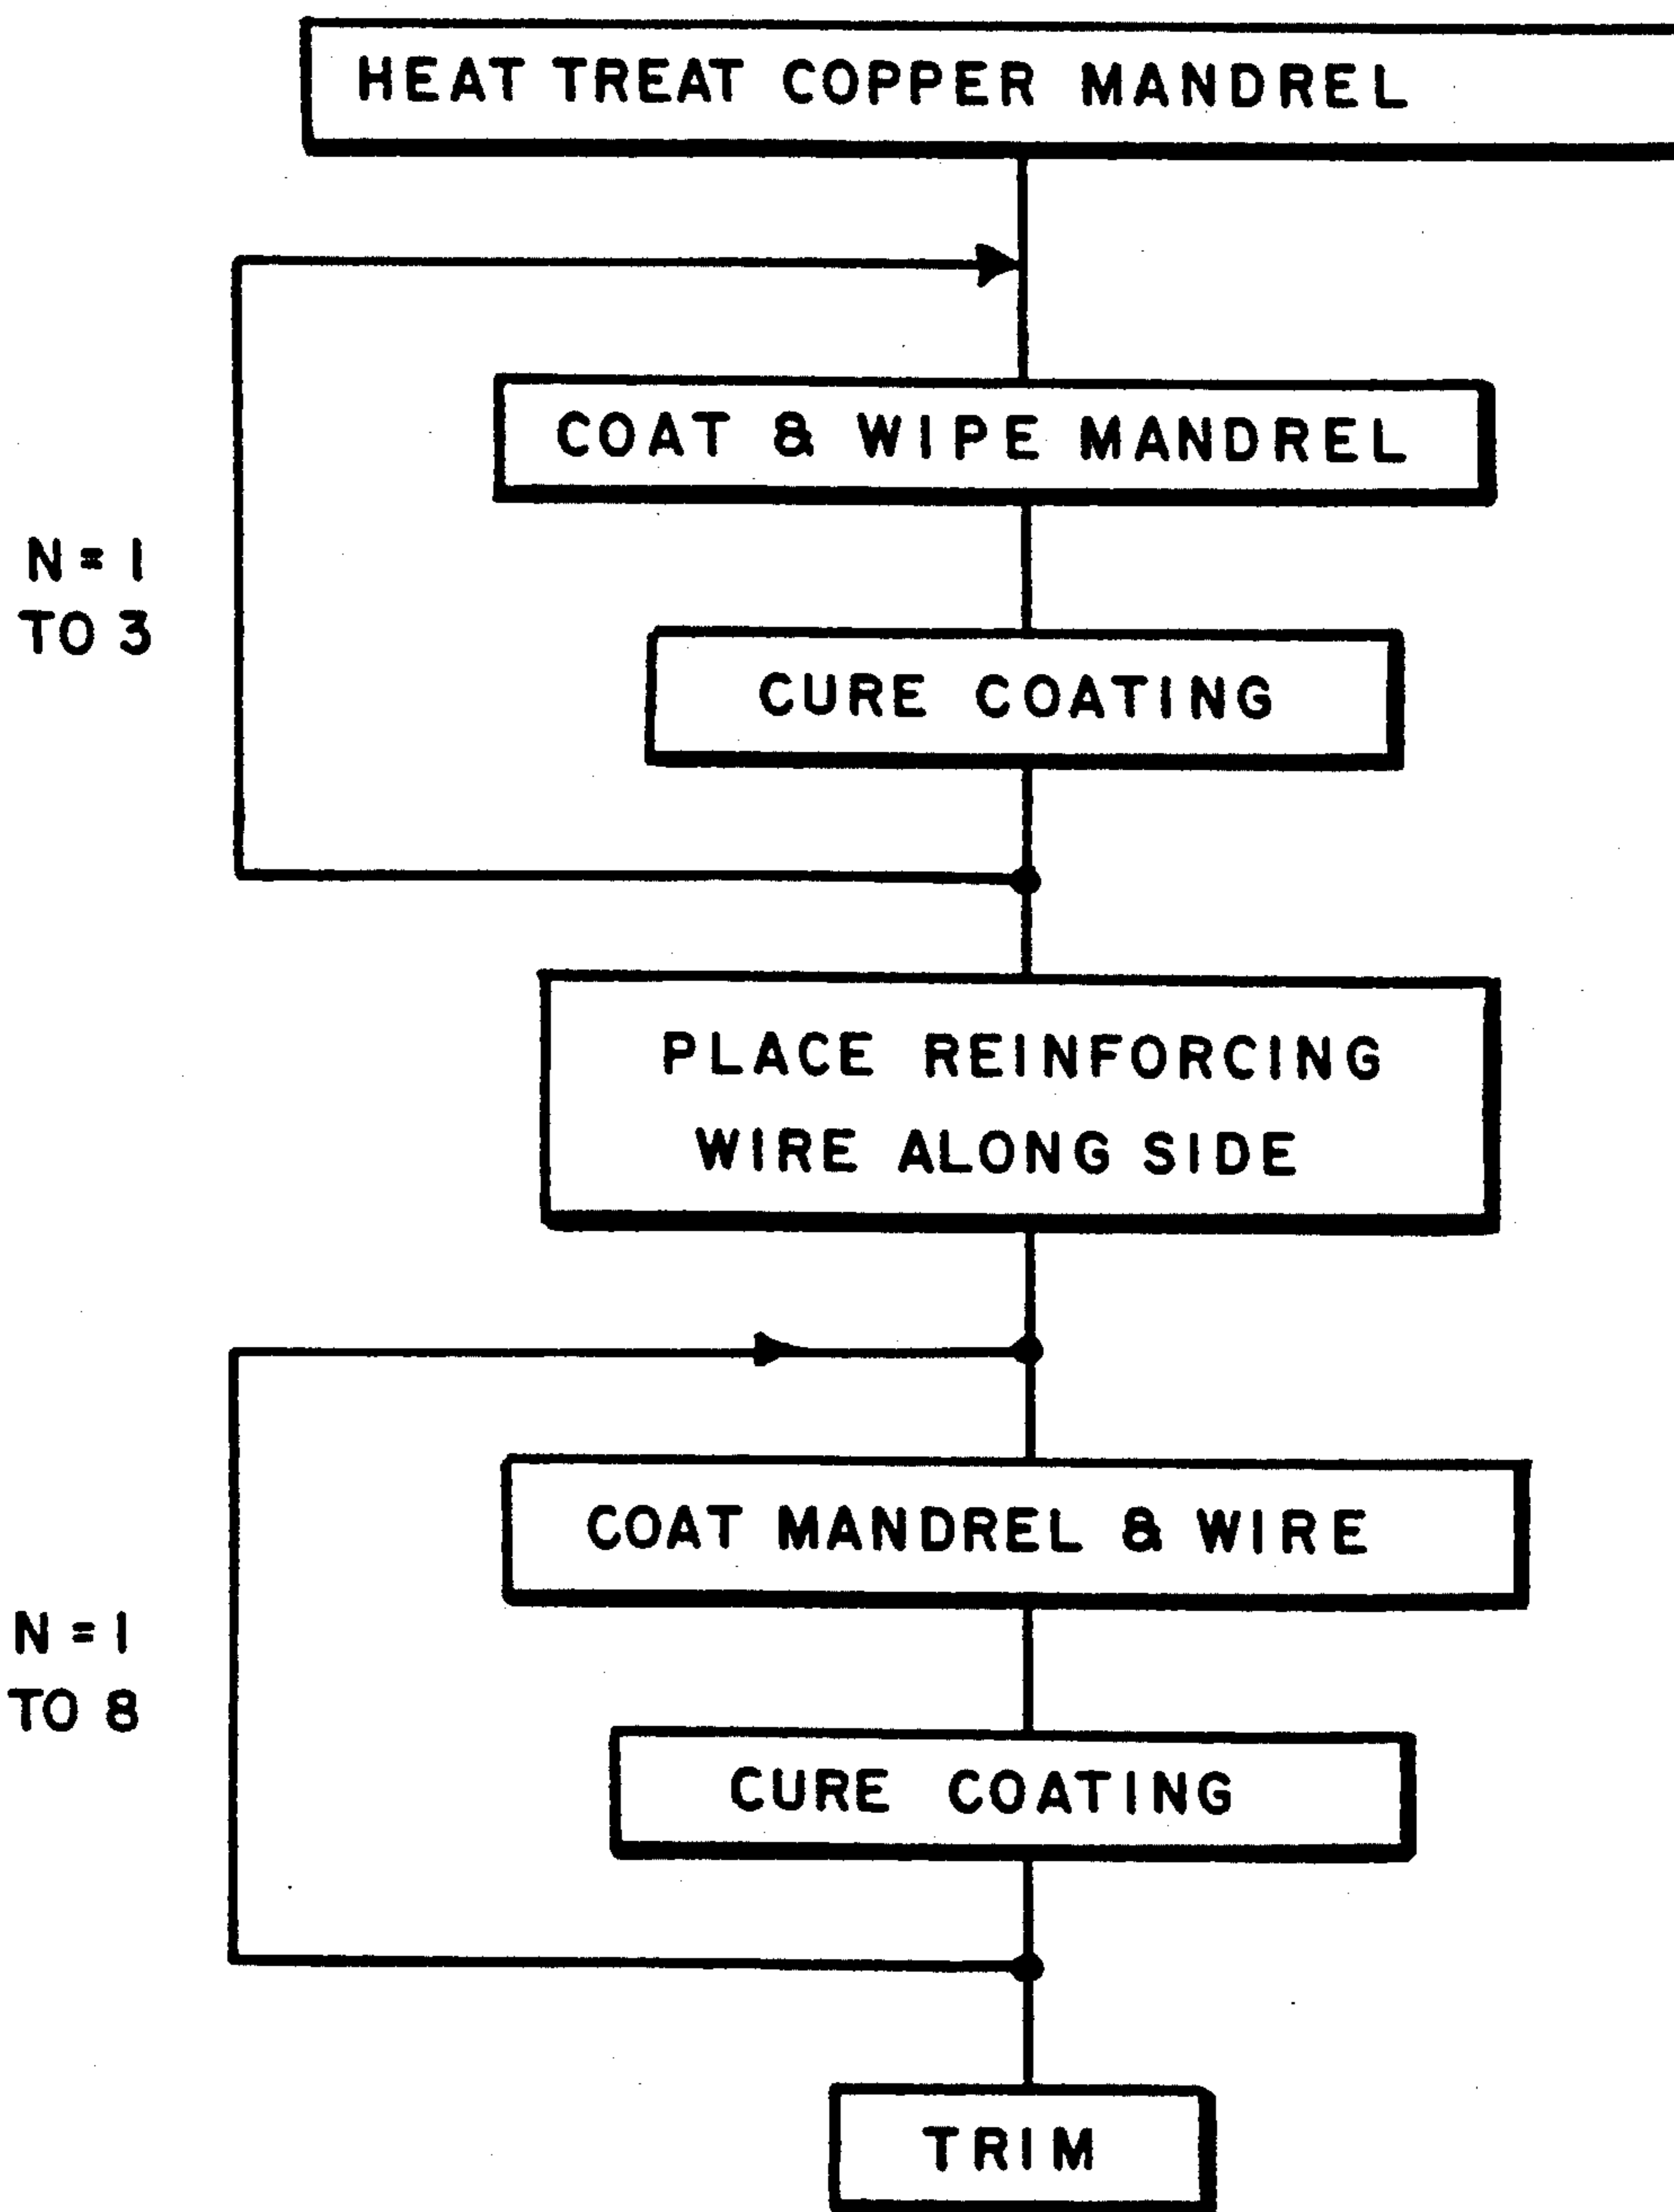 HEAT TREAT COPPER MANDREL
COAT & WIPE MANDREL
N=1
TO 3
CURE COATING
PLACE REINFORCING
WIRE ALONG SIDE
COAT MANDREL & WIRE
N=1
TO 8
CURE COATING
TRIM